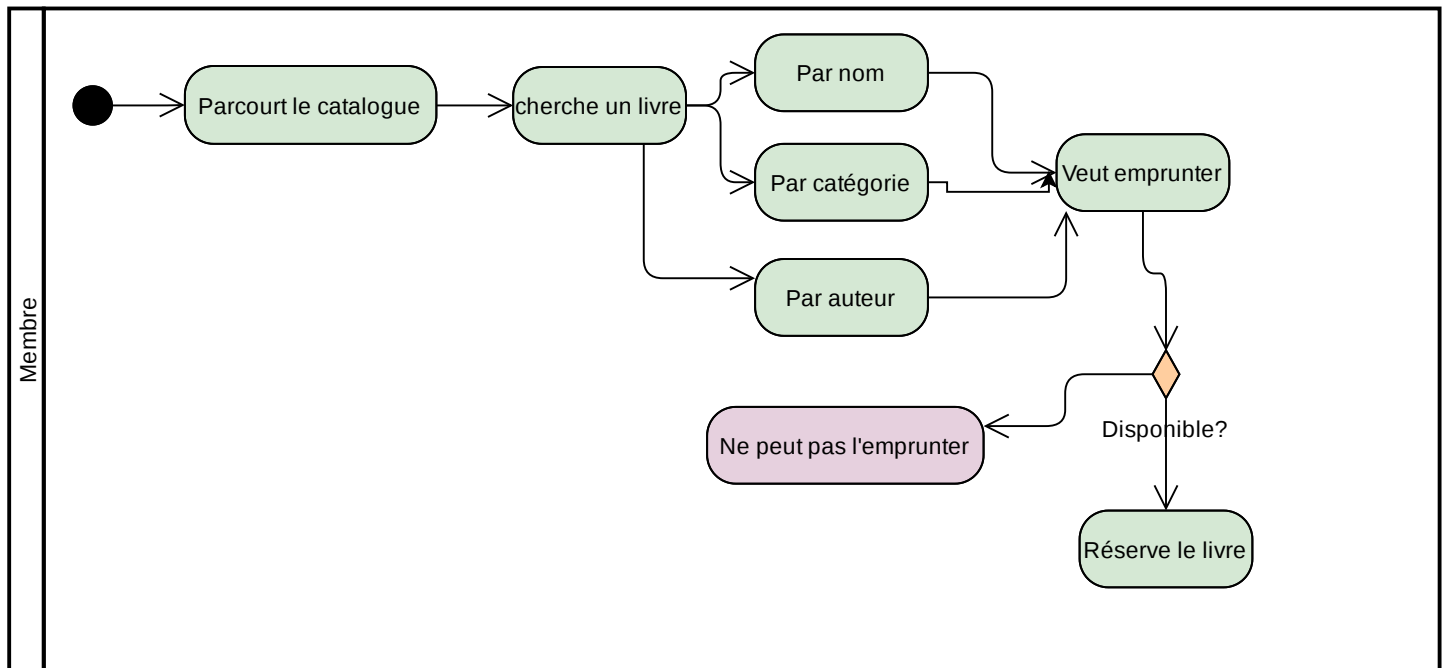 Membre
Parcourt le catalogue
cherche un livre
Par nom
Par catégorie
Par auteur
Veut emprunter
Disponible?
Ne peut pas l'emprunter
Réserve le livre